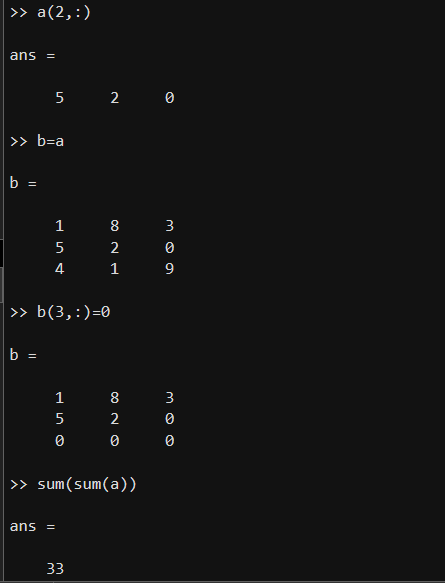 >> a(2,:)
ans =
5 2 0
>> b=a
b =
1 8 3
5 2 0
4 1 9
>> b(3,:)=0
b =
1 8 3
5 2 0
0 0 0
>> sum(sum(a))
ans =
33